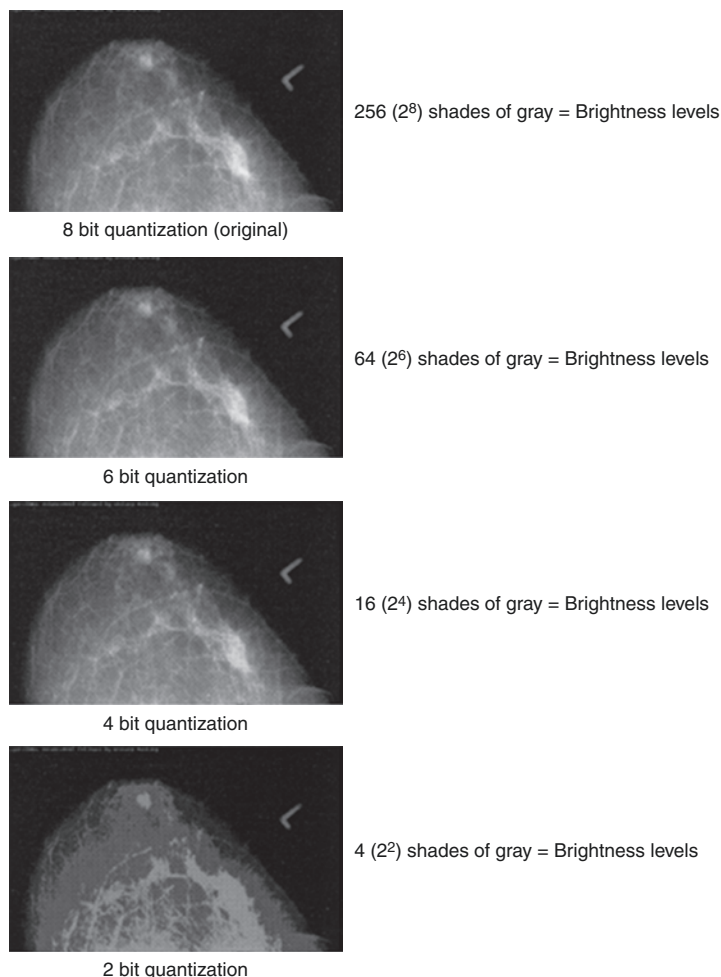 256 (2⁸) shades of gray = Brightness levels
8 bit quantization (original)
64 (2⁶) shades of gray = Brightness levels
6 bit quantization
16 (2⁴) shades of gray = Brightness levels
4 bit quantization
4 (2²) shades of gray = Brightness levels
2 bit quantization